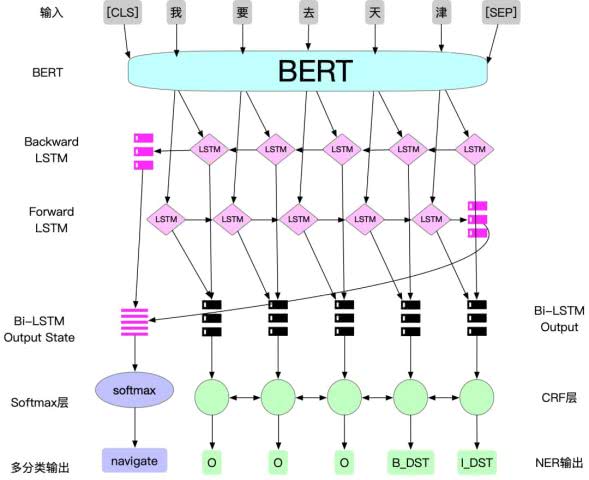 输入
[CLS]
我
要
去
天
津
[SEP]
BERT
BERT
Backward
LSTM
LSTM
LSTM
LSTM
LSTM
LSTM
Forward
LSTM
LSTM
LSTM
LSTM
LSTM
LSTM
Bi-LSTM
Output State
Bi-LSTM
Output
Softmax层
softmax
CRF层
多分类输出
navigate
O
O
O
B_DST
I_DST
NER输出